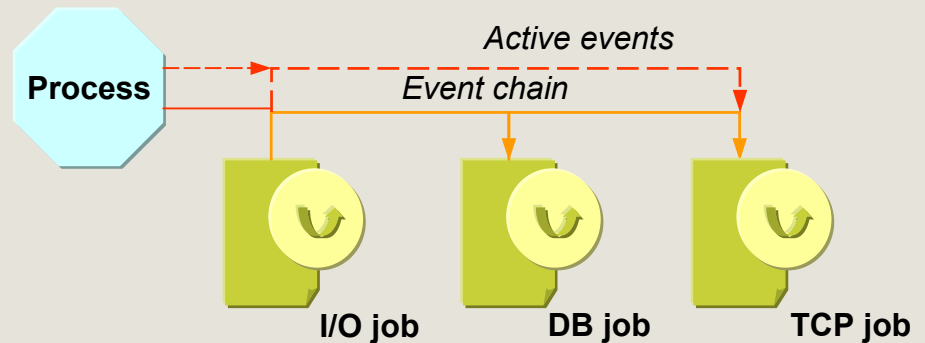 Active events
Process
Event chain
I/O job
DB job
TCP job